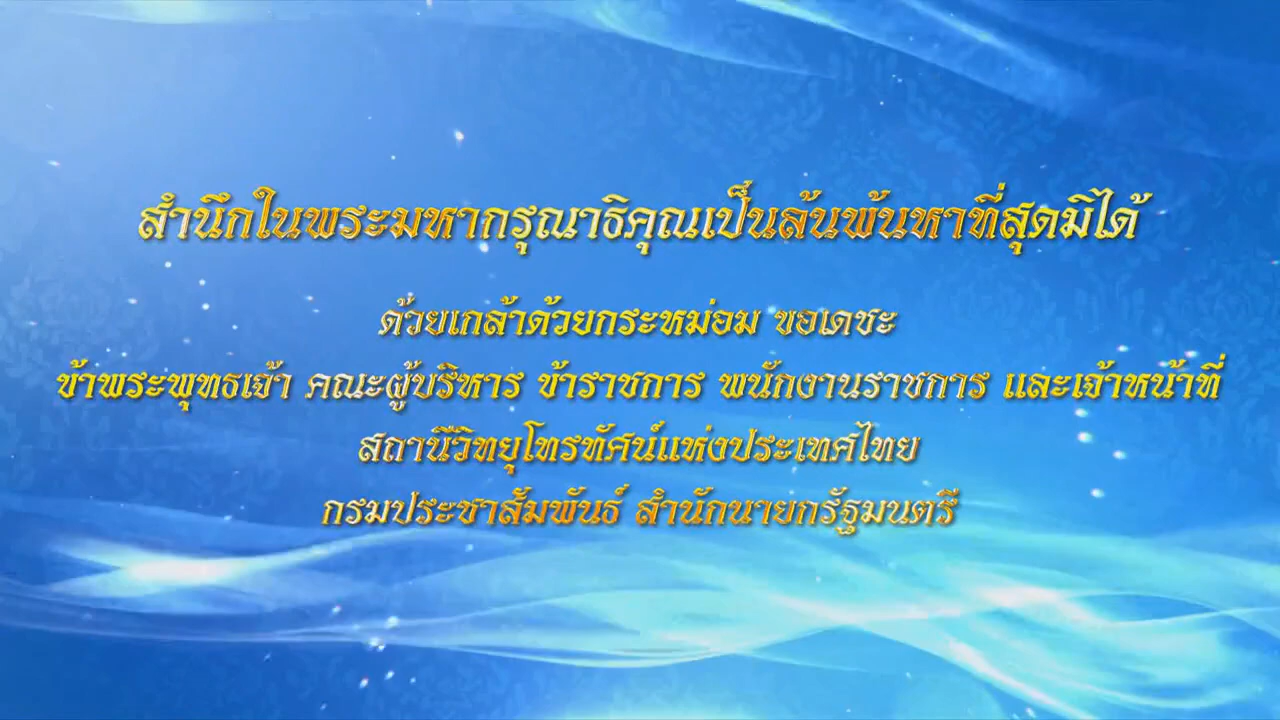 สำนึกในพระมหากรุณาธิคุณเป็นล้นพ้นหาที่สุดมิได้
ด้วยเกล้าด้วยกระหม่อม ขอเดชะ
ข้าพระพุทธเจ้า คณะผู้บริหาร ข้าราชการ พนักงานราชการ และเจ้าหน้าที่
สถานีวิทยุโทรทัศน์แห่งประเทศไทย
กรมประชาสัมพันธ์ สำนักนายกรัฐมนตรี